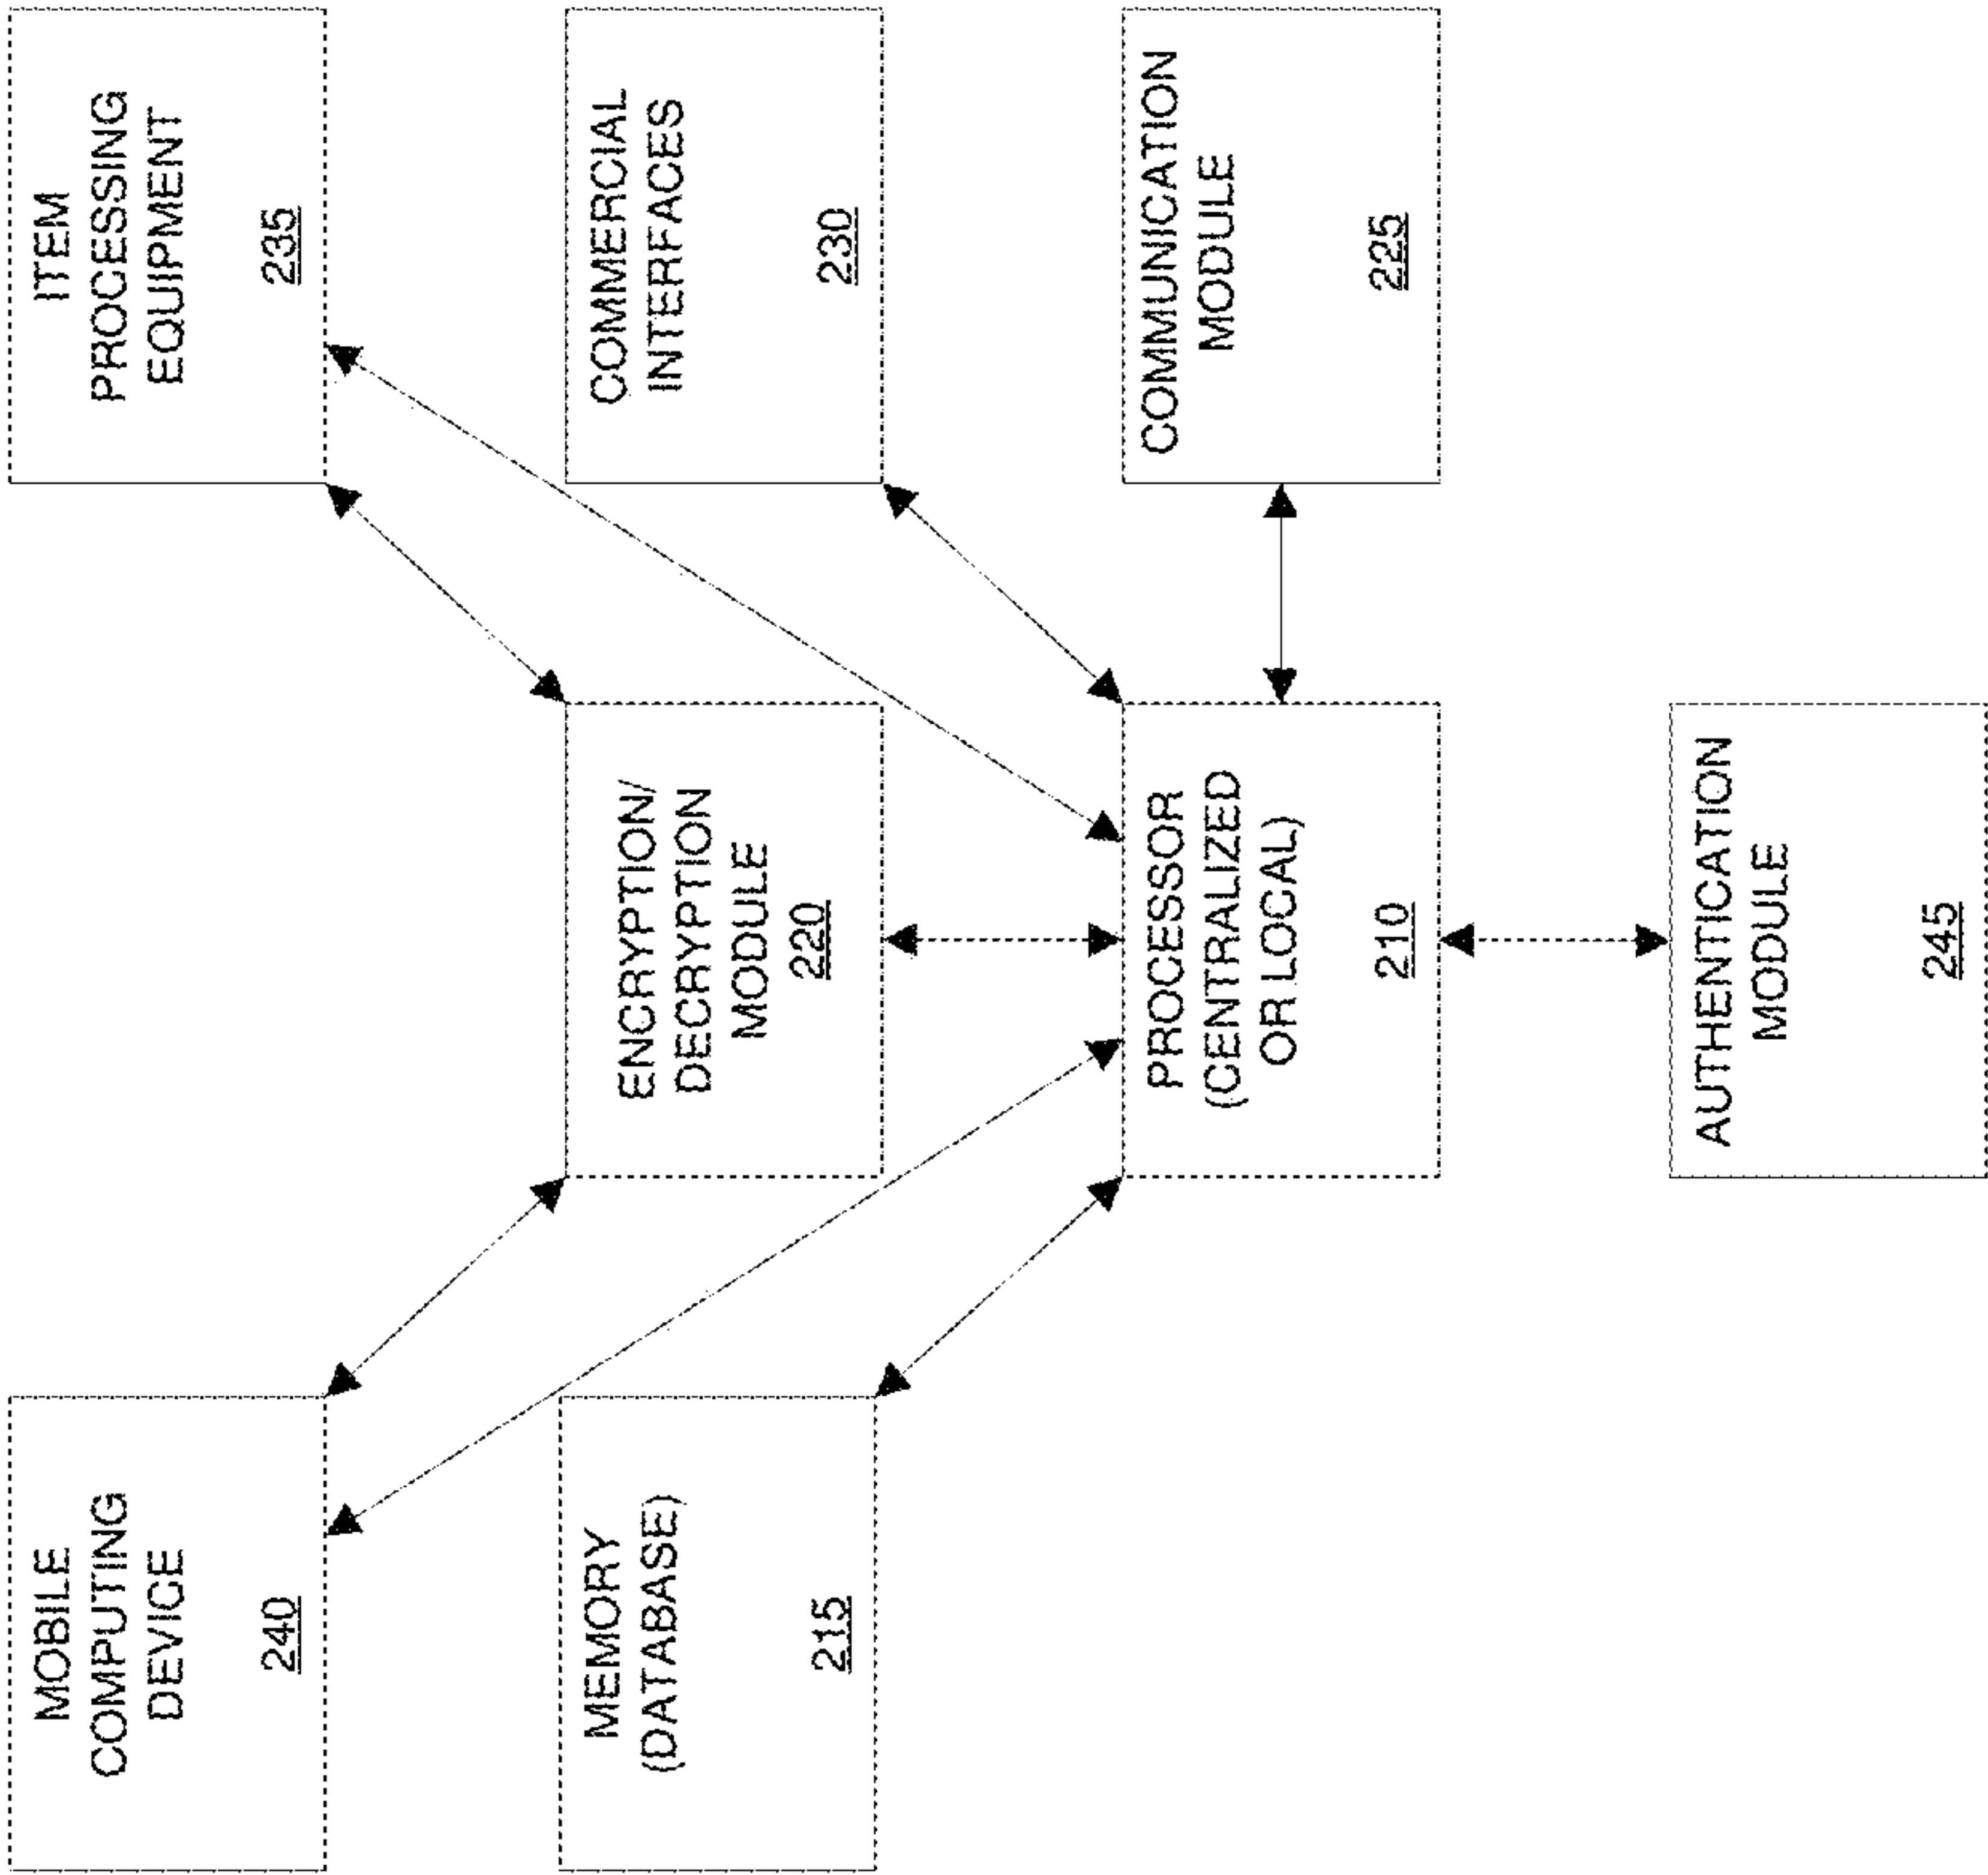 MOBILE
COMPUTING
DEVICE
240
ITEM
PROCESSING
EQUIPMENT
235
MEMORY
(DATABASE)
215
ENCRYPTION/
DECRYPTION
MODULE
220
COMMERCIAL
INTERFACES
230
PROCESSOR
(CENTRALIZED
OR LOCAL)
210
COMMUNICATION
MODULE
225
AUTHENTICATION
MODULE
245